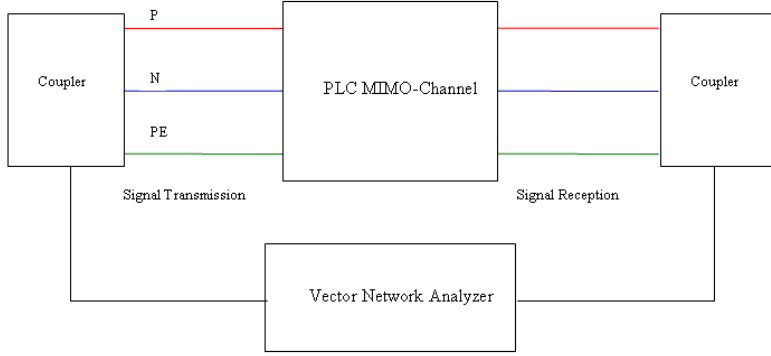 P
Coupler
N
PLC MIMO-Channel
Coupler
PE
Signal Transmission
Signal Reception
Vector Network Analyzer